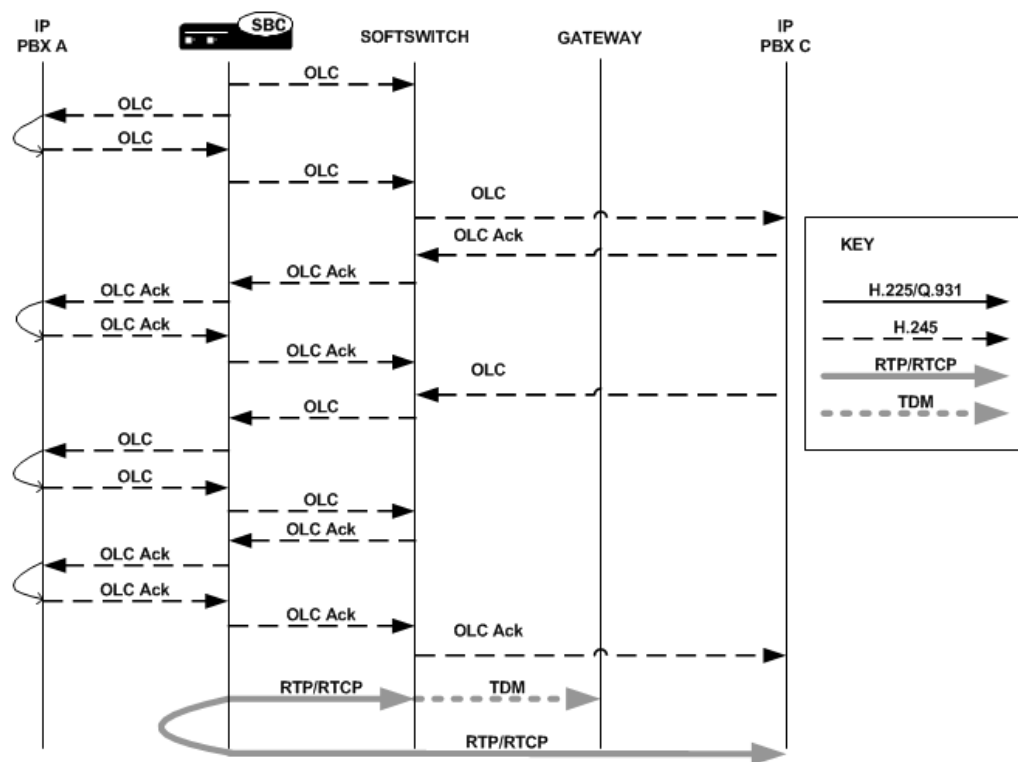 IP
PBX A
SBC
SOFTSWITCH
GATEWAY
IP
PBX C
OLC
OLC
OLC
OLC
OLC
OLC Ack
OLC Ack
OLC Ack
OLC Ack
OLC Ack
OLC
OLC
OLC
OLC
OLC
OLC Ack
OLC Ack
OLC Ack
OLC Ack
OLC Ack
RTP/RTCP
TDM
RTP/RTCP
KEY
H.225/Q.931
H.245
RTP/RTCP
TDM